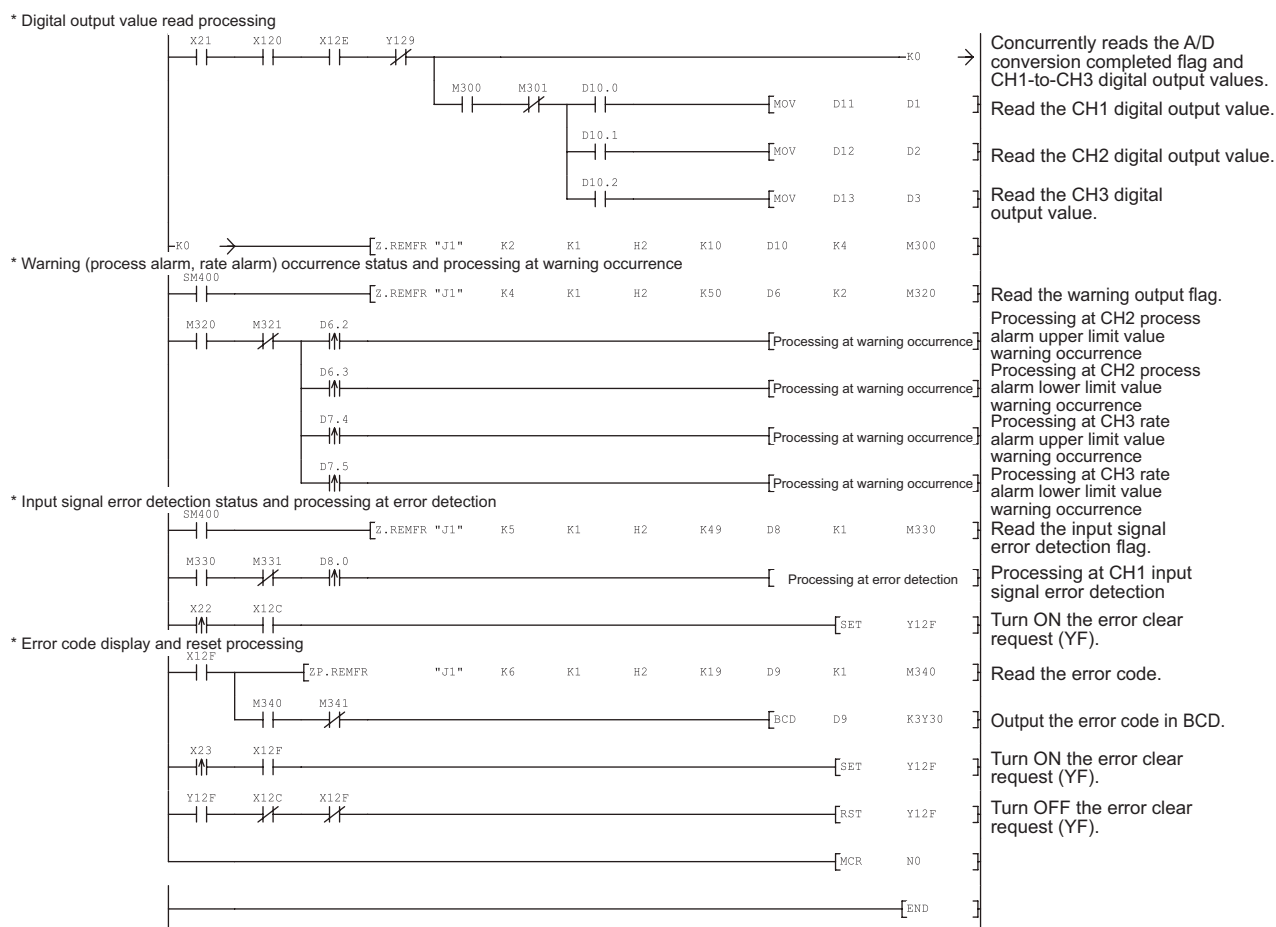 * Digital output value read processing
X21 X120 X12E Y129
K0
Concurrently reads the A/D
conversion completed flag and
CH1-to-CH3 digital output values.
M300 M301 D10.0
[MOV D11 D1 ]
Read the CH1 digital output value.
D10.1
[MOV D12 D2 ]
Read the CH2 digital output value.
D10.2
[MOV D13 D3 ]
Read the CH3 digital
output value.
K0 [Z.REMFR "J1" K2 K1 H2 K10 D10 K4 M300 ]
* Warning (process alarm, rate alarm) occurrence status and processing at warning occurrence
SM400
[Z.REMFR "J1" K4 K1 H2 K50 D6 K2 M320 ]
Read the warning output flag.
M320 M321 D6.2
[Processing at warning occurrence]
Processing at CH2 process
alarm upper limit value
warning occurrence
D6.3
[Processing at warning occurrence]
Processing at CH2 process
alarm lower limit value
warning occurrence
D7.4
[Processing at warning occurrence]
Processing at CH3 rate
alarm upper limit value
warning occurrence
D7.5
[Processing at warning occurrence]
Processing at CH3 rate
alarm lower limit value
warning occurrence
* Input signal error detection status and processing at error detection
SM400
[Z.REMFR "J1" K5 K1 H2 K49 D8 K1 M330 ]
Read the input signal
error detection flag.
M330 M331 D8.0
[ Processing at error detection ]
Processing at CH1 input
signal error detection
X22 X12C
[SET Y12F ]
Turn ON the error clear
request (YF).
* Error code display and reset processing
X12F
[ZP.REMFR "J1" K6 K1 H2 K19 D9 K1 M340 ]
Read the error code.
M340 M341
[BCD D9 K3Y30 ]
Output the error code in BCD.
X23 X12F
[SET Y12F ]
Turn ON the error clear
request (YF).
Y12F X12C X12F
[RST Y12F ]
Turn OFF the error clear
request (YF).
[MCR N0 ]
[END ]